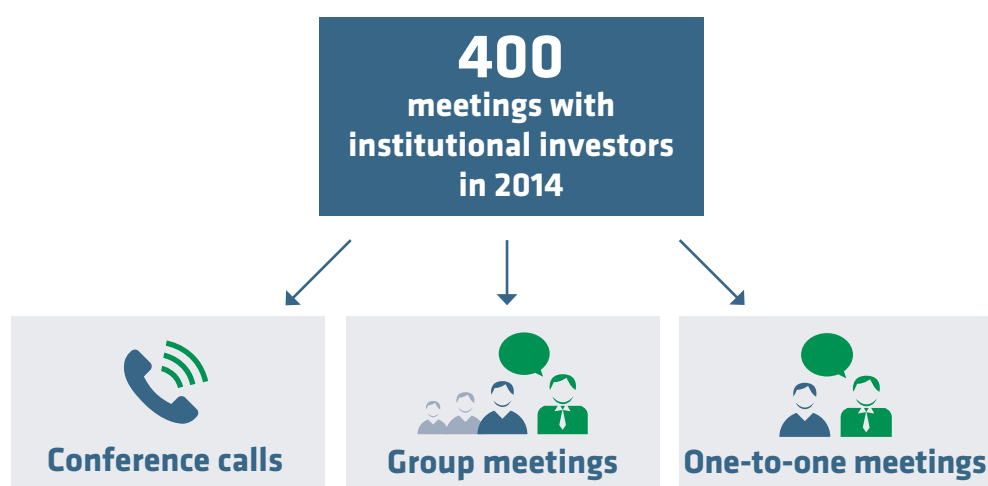 400
meetings with
institutional investors
in 2014
Conference calls
Group meetings
One-to-one meetings